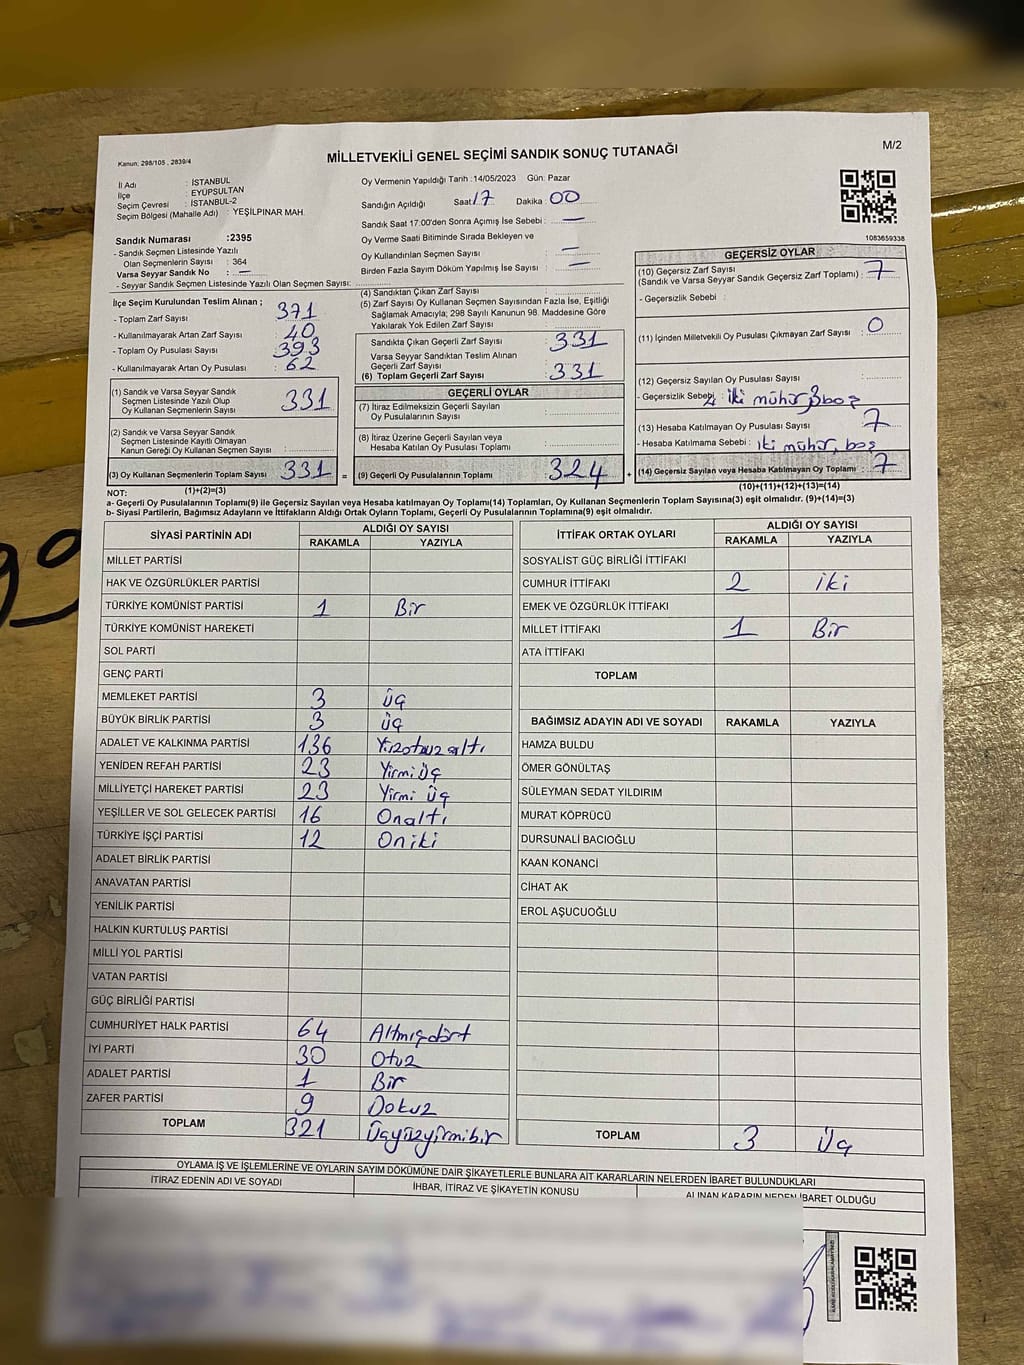 Kanun: 298/105 , 2839/4
MİLLETVEKİLİ GENEL SEÇİMİ SANDIK SONUÇ TUTANAĞI
M/2
İl Adı : İSTANBUL
İlçe : EYÜPSULTAN
Seçim Çevresi : İSTANBUL-2
Seçim Bölgesi (Mahalle Adı) : YEŞİLPINAR MAH.
Sandık Numarası :2395
- Sandık Seçmen Listesinde Yazılı
Olan Seçmenlerin Sayısı : 364
Varsa Seyyar Sandık No : —
- Seyyar Sandık Seçmen Listesinde Yazılı Olan Seçmen Sayısı:
Oy Vermenin Yapıldığı Tarih :14/05/2023 Gün: Pazar
Sandığın Açıldığı Saat 17 Dakika : 00
Sandık Saat 17.00'den Sonra Açımış İse Sebebi : —
Oy Verme Saati Bitiminde Sırada Bekleyen ve
Oy Kullandırılan Seçmen Sayısı : —
Birden Fazla Sayım Döküm Yapılmış İse Sayısı : —
1083659338
İlçe Seçim Kurulundan Teslim Alınan ;
- Toplam Zarf Sayısı : 371
- Kullanılmayarak Artan Zarf Sayısı : 40
- Toplam Oy Pusulası Sayısı : 393
- Kullanılmayarak Artan Oy Pusulası : 62
(4) Sandıktan Çıkan Zarf Sayısı :
(5) Zarf Sayısı Oy Kullanan Seçmen Sayısından Fazla İse, Eşitliği
Sağlamak Amacıyla; 298 Sayılı Kanunun 98. Maddesine Göre
Yakılarak Yok Edilen Zarf Sayısı :
Sandıkta Çıkan Geçerli Zarf Sayısı : 331
Varsa Seyyar Sandıktan Teslim Alınan
Geçerli Zarf Sayısı :
(6) Toplam Geçerli Zarf Sayısı : 331
GEÇERSİZ OYLAR
(10) Geçersiz Zarf Sayısı
(Sandık ve Varsa Seyyar Sandık Geçersiz Zarf Toplamı) : 7
- Geçersizlik Sebebi :
(11) İçinden Milletvekili Oy Pusulası Çıkmayan Zarf Sayısı : 0
(12) Geçersiz Sayılan Oy Pusulası Sayısı :
- Geçersizlik Sebebi : 4 iki mühür, 3 boş
(13) Hesaba Katılmayan Oy Pusulası Sayısı : 7
- Hesaba Katılmama Sebebi : iki mühür, boş
(14) Geçersiz Sayılan veya Hesaba Katılmayan Oy Toplamı : 7
(10)+(11)+(12)+(13)=(14)
(1) Sandık ve Varsa Seyyar Sandık
Seçmen Listesinde Yazılı Olup
Oy Kullanan Seçmenlerin Sayısı : 331
(2) Sandık ve Varsa Seyyar Sandık
Seçmen Listesinde Kayıtlı Olmayan
Kanun Gereği Oy Kullanan Seçmen Sayısı :
(3) Oy Kullanan Seçmenlerin Toplam Sayısı : 331 =
(1)+(2)=(3)
GEÇERLİ OYLAR
(7) İtiraz Edilmeksizin Geçerli Sayılan
Oy Pusulalarının Sayısı :
(8) İtiraz Üzerine Geçerli Sayılan veya
Hesaba Katılan Oy Pusulası Toplamı :
(9) Geçerli Oy Pusulalarının Toplamı : 324 +
NOT:
a- Geçerli Oy Pusulalarının Toplamı(9) ile Geçersiz Sayılan veya Hesaba katılmayan Oy Toplamı(14) Toplamları, Oy Kullanan Seçmenlerin Toplam Sayısına(3) eşit olmalıdır. (9)+(14)=(3)
b- Siyasi Partilerin, Bağımsız Adayların ve İttifakların Aldığı Ortak Oyların Toplamı, Geçerli Oy Pusulalarının Toplamına(9) eşit olmalıdır.
SİYASİ PARTİNİN ADI
ALDIĞI OY SAYISI
RAKAMLA YAZIYLA
MİLLET PARTİSİ
HAK VE ÖZGÜRLÜKLER PARTİSİ
TÜRKİYE KOMÜNİST PARTİSİ 1 Bir
TÜRKİYE KOMÜNİST HAREKETİ
SOL PARTİ
GENÇ PARTİ
MEMLEKET PARTİSİ 3 üç
BÜYÜK BİRLİK PARTİSİ 3 üç
ADALET VE KALKINMA PARTİSİ 136 Yüzotuzaltı
YENİDEN REFAH PARTİSİ 23 Yirmi üç
MİLLİYETÇİ HAREKET PARTİSİ 23 Yirmi üç
YEŞİLLER VE SOL GELECEK PARTİSİ 16 Onaltı
TÜRKİYE İŞÇİ PARTİSİ 12 Oniki
ADALET BİRLİK PARTİSİ
ANAVATAN PARTİSİ
YENİLİK PARTİSİ
HALKIN KURTULUŞ PARTİSİ
MİLLİ YOL PARTİSİ
VATAN PARTİSİ
GÜÇ BİRLİĞİ PARTİSİ
CUMHURİYET HALK PARTİSİ 64 Altmışdört
İYİ PARTİ 30 Otuz
ADALET PARTİSİ 1 Bir
ZAFER PARTİSİ 9 Dokuz
TOPLAM 321 Üçyüzyirmibir
İTTİFAK ORTAK OYLARI
ALDIĞI OY SAYISI
RAKAMLA YAZIYLA
SOSYALİST GÜÇ BİRLİĞİ İTTİFAKI
CUMHUR İTTİFAKI 2 iki
EMEK VE ÖZGÜRLÜK İTTİFAKI
MİLLET İTTİFAKI 1 Bir
ATA İTTİFAKI
TOPLAM
BAĞIMSIZ ADAYIN ADI VE SOYADI RAKAMLA YAZIYLA
HAMZA BULDU
ÖMER GÖNÜLTAŞ
SÜLEYMAN SEDAT YILDIRIM
MURAT KÖPRÜCÜ
DURSUNALİ BACIOĞLU
KAAN KONANCİ
CİHAT AK
EROL AŞUCUOĞLU
TOPLAM 3 Üç
OYLAMA İŞ VE İŞLEMLERİNE VE OYLARIN SAYIM DÖKÜMÜNE DAİR ŞİKAYETLERLE BUNLARA AİT KARARLARIN NELERDEN İBARET BULUNDUKLARI
İTİRAZ EDENİN ADI VE SOYADI
İHBAR, İTİRAZ VE ŞİKAYETİN KONUSU
ALINAN KARARIN NEDEN İBARET OLDUĞU